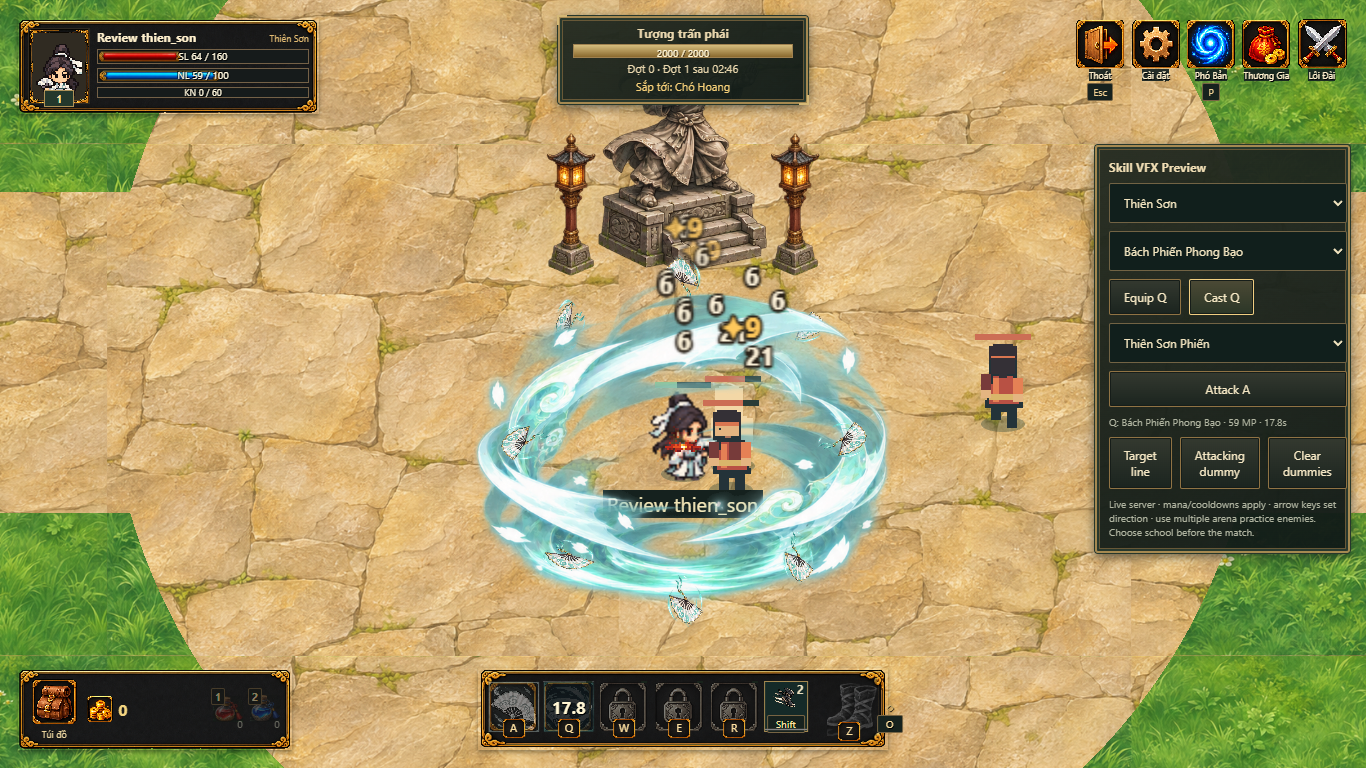 Review thien_son
Thiên Sơn
SL 64 / 160
NL 59 / 100
KN 0 / 60
1
Tượng trấn phái
2000 / 2000
Đợt 0 · Đợt 1 sau 02:46
Sắp tới: Chó Hoang
Thoát
Cài đặt
Phó Bản
Thương Gia
Lôi Đài
Esc
P
Skill VFX Preview
Thiên Sơn
Bách Phiến Phong Bạo
Equip Q
Cast Q
Thiên Sơn Phiến
Attack A
Q: Bách Phiến Phong Bạo · 59 MP · 17.8s
Target line
Attacking dummy
Clear dummies
Live server · mana/cooldowns apply · arrow keys set
direction · use multiple arena practice enemies.
Choose school before the match.
9
6
6
6
6
6
6
9
6
21
Review thien_son
Túi đồ
0
1
0
2
0
A
17.8
Q
W
E
R
2
Shift
Z
O